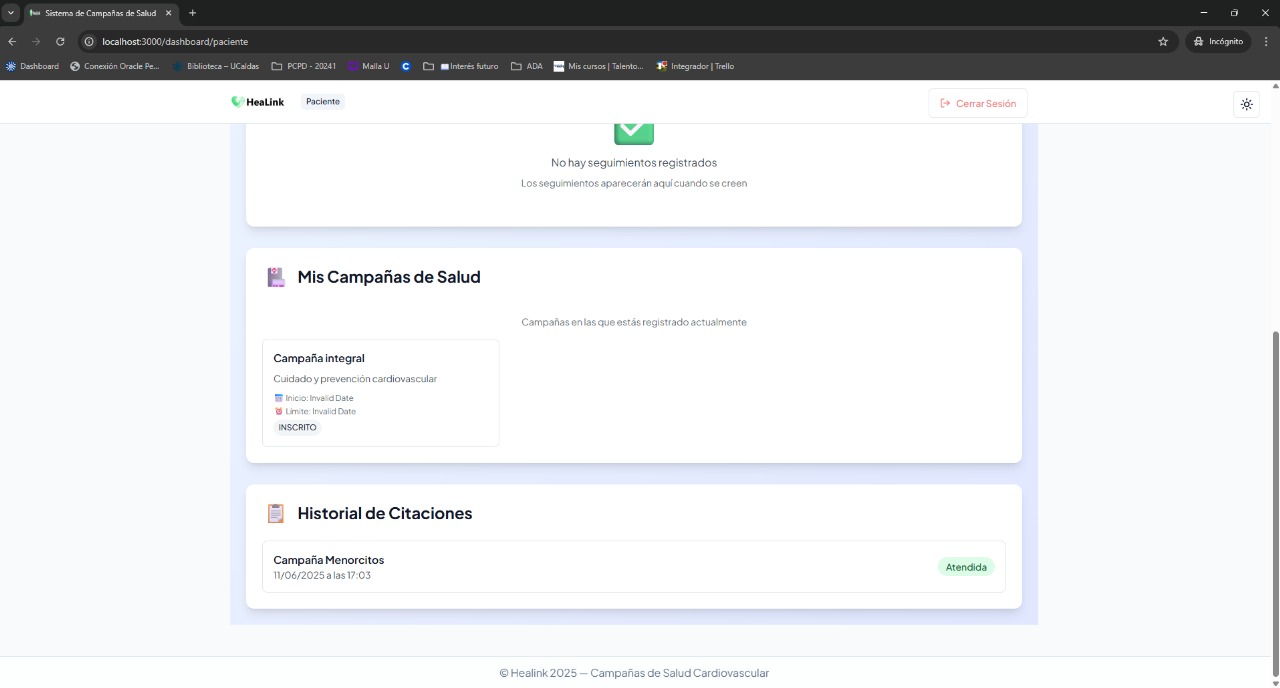 Sistema de Campañas de Salud
localhost:3000/dashboard/paciente
Incógnito
Dashboard
Conexión Oracle Pe...
Biblioteca – UCaldas
PCPD - 20241
Malla U
Interés futuro
ADA
Mis cursos | Talento...
Integrador | Trello
HeaLink
Paciente
Cerrar Sesión
No hay seguimientos registrados
Los seguimientos aparecerán aquí cuando se creen
Mis Campañas de Salud
Campañas en las que estás registrado actualmente
Campaña integral
Cuidado y prevención cardiovascular
Inicio: Invalid Date
Límite: Invalid Date
INSCRITO
Historial de Citaciones
Campaña Menorcitos
11/06/2025 a las 17:03
Atendida
© Healink 2025 — Campañas de Salud Cardiovascular